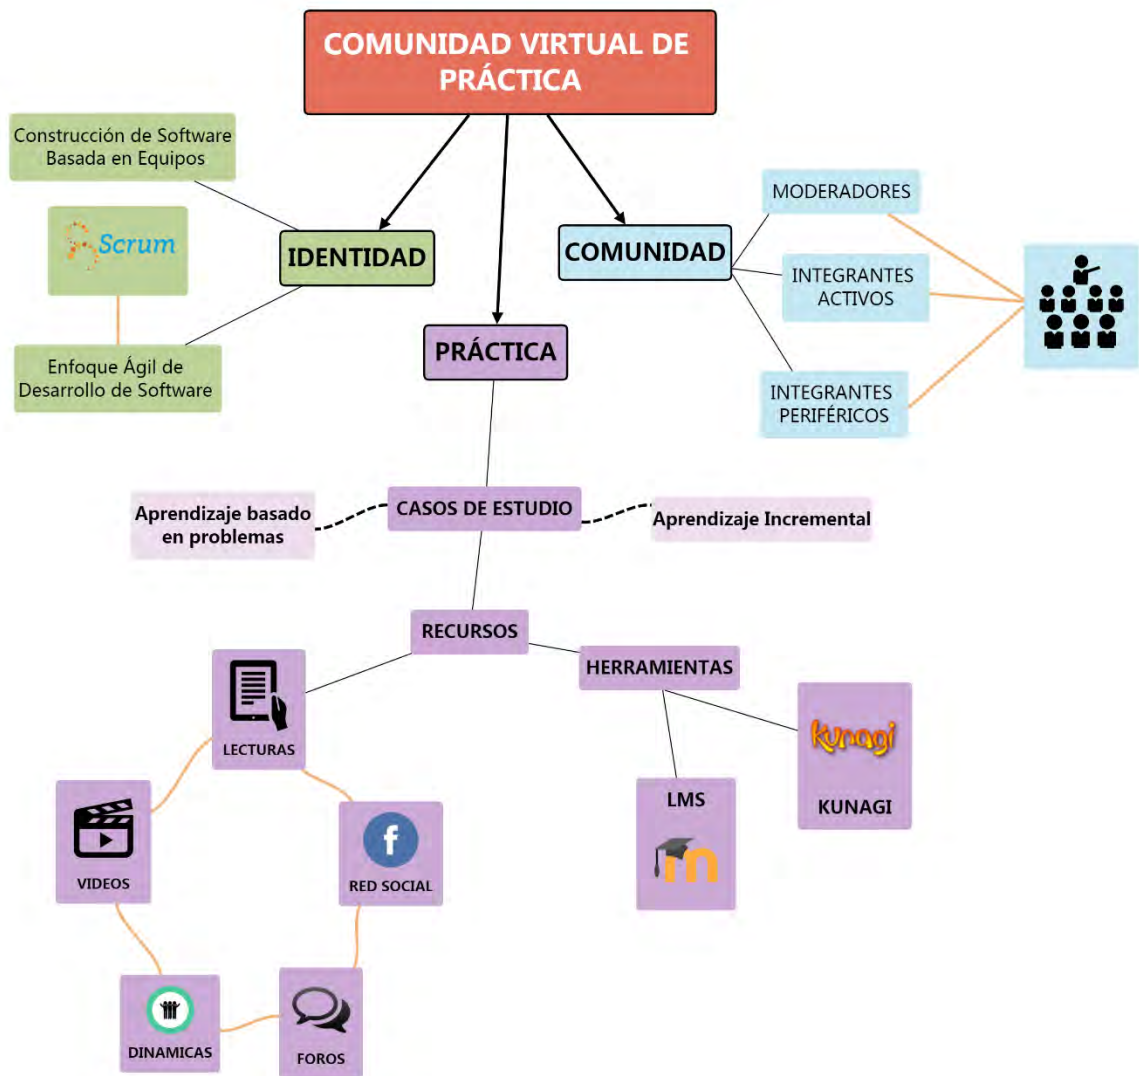 COMUNIDAD VIRTUAL DE
PRÁCTICA
Construcción de Software
Basada en Equipos
Scrum
IDENTIDAD
Enfoque Ágil de
Desarrollo de Software
COMUNIDAD
MODERADORES
INTEGRANTES
ACTIVOS
INTEGRANTES
PERIFÉRICOS
PRÁCTICA
CASOS DE ESTUDIO
Aprendizaje basado
en problemas
Aprendizaje Incremental
RECURSOS
HERRAMIENTAS
LECTURAS
kunagi
KUNAGI
LMS
m
VIDEOS
f
RED SOCIAL
DINAMICAS
FOROS